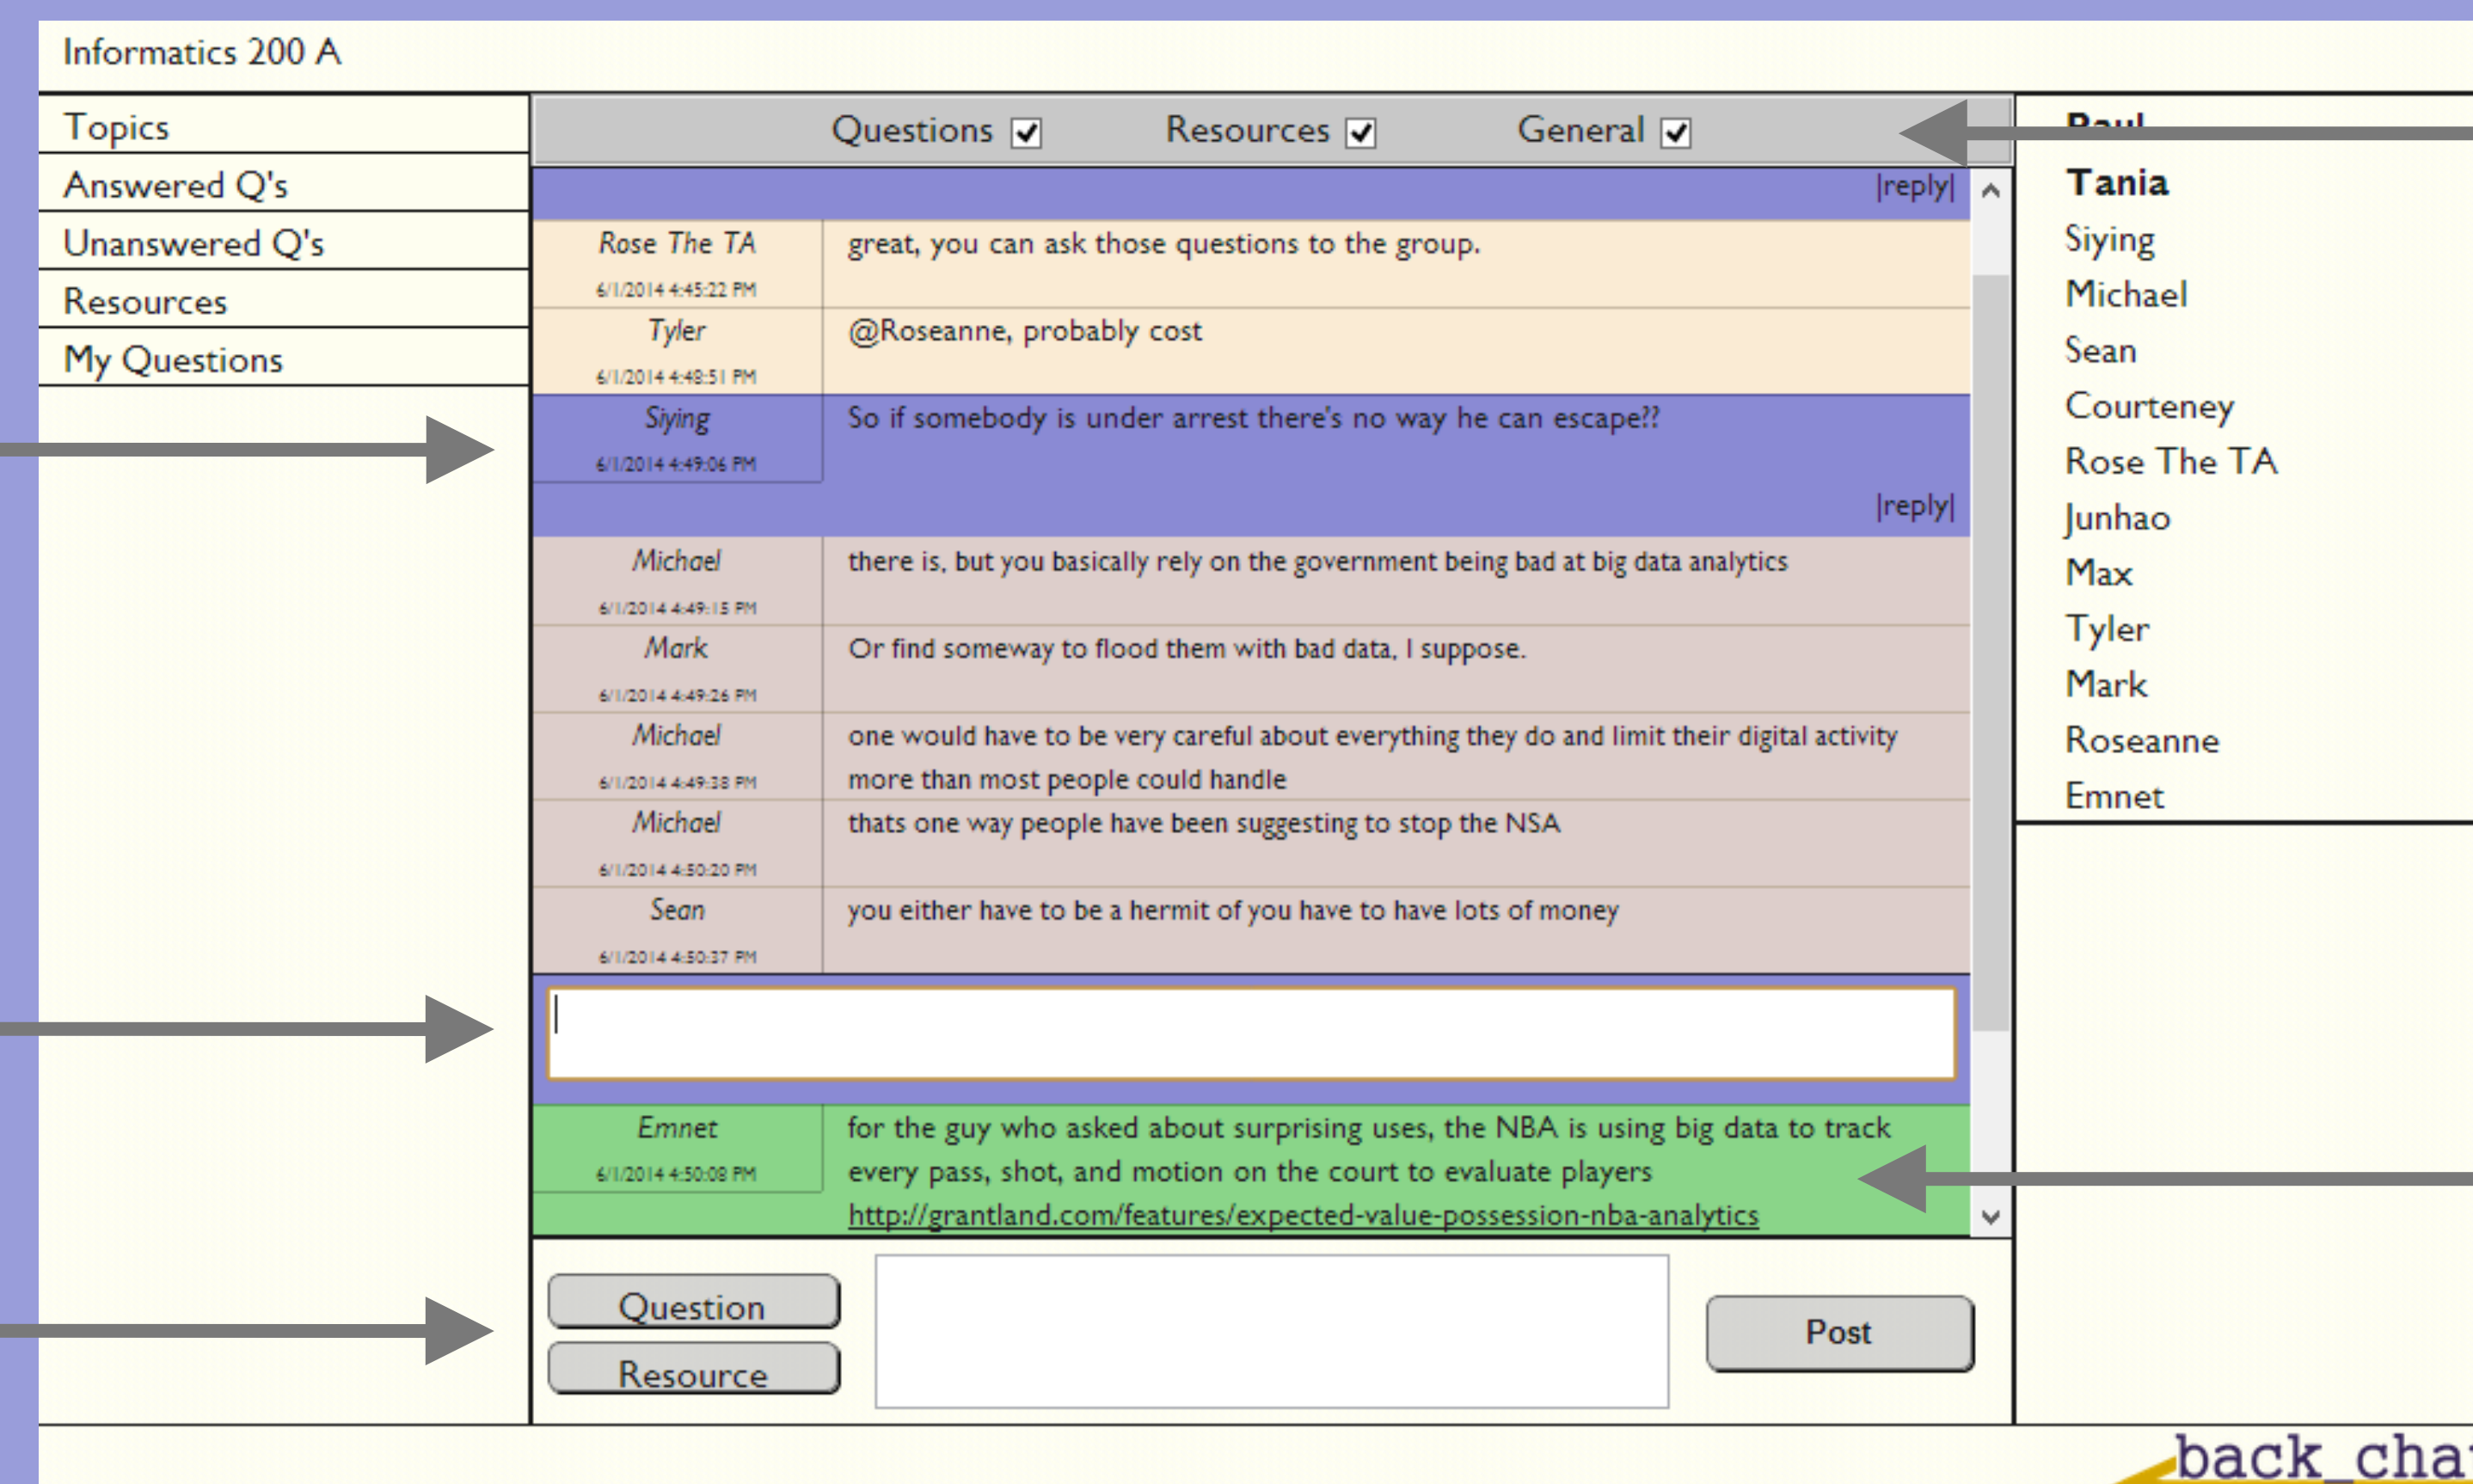 Informatics 200 A
Topics
Answered Q's
Unanswered Q's
Resources
My Questions
Questions Resources General
|reply|
Rose The TA great, you can ask those questions to the group.
6/1/2014 4:45:22 PM
Tyler @Roseanne, probably cost
6/1/2014 4:48:51 PM
Siying So if somebody is under arrest there's no way he can escape??
6/1/2014 4:49:06 PM
|reply|
Michael there is, but you basically rely on the government being bad at big data analytics
6/1/2014 4:49:15 PM
Mark Or find someway to flood them with bad data, I suppose.
6/1/2014 4:49:26 PM
Michael one would have to be very careful about everything they do and limit their digital activity
6/1/2014 4:49:38 PM more than most people could handle
Michael thats one way people have been suggesting to stop the NSA
6/1/2014 4:50:20 PM
Sean you either have to be a hermit of you have to have lots of money
6/1/2014 4:50:37 PM
Emnet for the guy who asked about surprising uses, the NBA is using big data to track
6/1/2014 4:50:08 PM every pass, shot, and motion on the court to evaluate players
http://grantland.com/features/expected-value-possession-nba-analytics
Question
Resource
Post
Paul
Tania
Siying
Michael
Sean
Courteney
Rose The TA
Junhao
Max
Tyler
Mark
Roseanne
Emnet